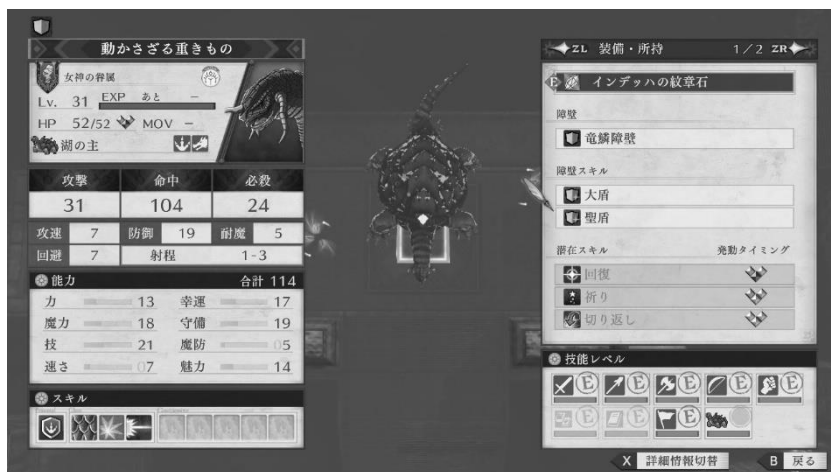 動かざる重きもの
女神の眷属
Lv. 31 EXP あと －
HP 52/52 MOV －
湖の主
攻撃 命中 必殺
31 104 24
攻速 7 防御 19 耐魔 5
回避 7 射程 1-3
能力 合計 114
力 13 幸運 17
魔力 18 守備 19
技 21 魔防 05
速さ 07 魅力 14
スキル
ZL 装備・所持 1/2 ZR
E インデッハの紋章石
障壁
竜鱗障壁
障壁スキル
大盾
聖盾
潜在スキル 発動タイミング
回復
祈り
切り返し
技能レベル
E E E E E
E E E
X 詳細情報切替 B 戻る